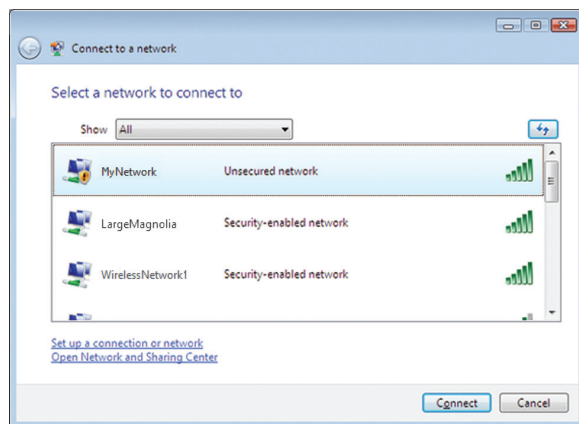 Connect to a network
Select a network to connect to
Show All
MyNetwork Unsecured network
LargeMagnolia Security-enabled network
WirelessNetwork1 Security-enabled network
Set up a connection or network
Open Network and Sharing Center
Connect Cancel